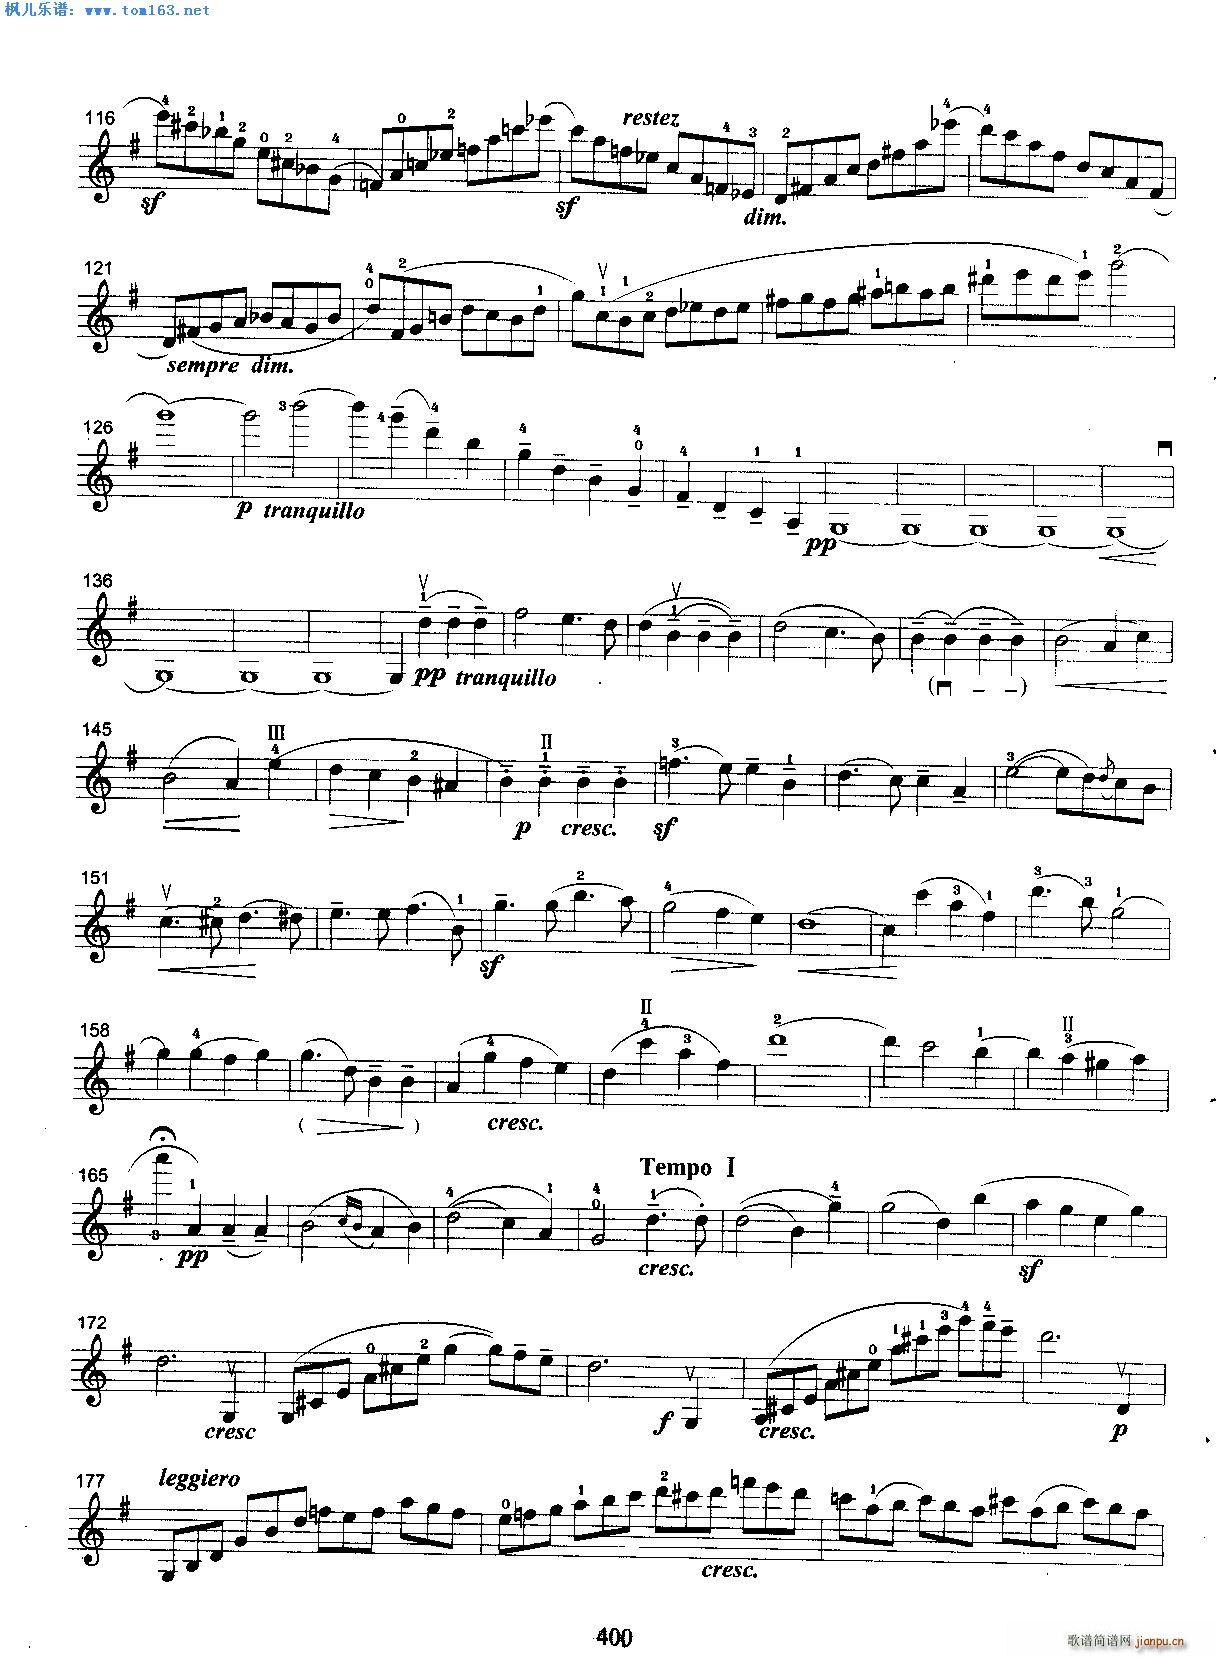 枫儿乐谱：www.tom163.net
116 restez
sf sf dim.
121
sempre dim.
126
p tranquillo pp
136
pp tranquillo
145 III II
p cresc. sf
151
sf
158 II II
cresc.
165 Tempo I
pp cresc. sf
172
cresc f cresc. p
177 leggiero
cresc.
400
歌谱简谱网 jianpu.cn